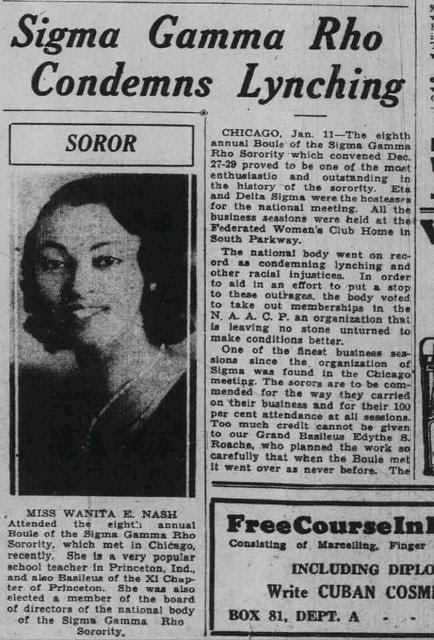 Sigma Gamma Rho
Condemns Lynching
SOROR
MISS WANITA E. NASH
Attended the eighth annual
Boule of the Sigma Gamma Rho
Sorority, which met in Chicago,
recently. She is a very popular
school teacher in Princeton, Ind.,
and also Basileus of the XI Chap-
ter of Princeton. She was also
elected a member of the board
of directors of the national body
of the Sigma Gamma Rho
Sorority.
CHICAGO, Jan. 11—The eighth
annual Boule of the Sigma Gamma
Rho Sorority which convened Dec.
27-29 proved to be one of the most
enthusiastic and outstanding in
the history of the sorority. Eta
and Delta Sigma were the hostesses
for the national meeting. All the
business sessions were held at the
Federated Women's Club Home in
South Parkway.
The national body went on rec-
ord as condemning lynching and
other racial injustices. In order
to aid in an effort to put a stop
to these outrages, the body voted
to take out memberships in the
N. A. A. C. P. an organization that
is leaving no stone unturned to
make conditions better.
One of the finest business ses-
sions since the organization of
Sigma was found in the Chicago
meeting. The sorors are to be com-
mended for the way they carried
on their business and for their 100
per cent attendance at all sessions.
Too much credit cannot be given
to our Grand Basileus Edythe S.
Roache, who planned the work so
carefully that when the Boule met
it went over as never before. The
Free Course In
Consisting of Marcelling, Finger
INCLUDING DIPLO
Write CUBAN COSM
BOX 81, DEPT. A - -